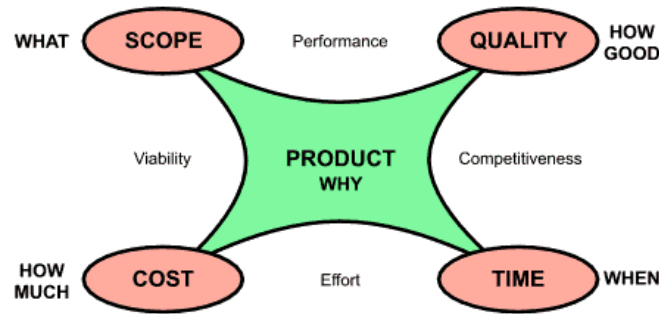 WHAT
SCOPE
Performance
QUALITY
HOW
GOOD
Viability
PRODUCT
WHY
Competitiveness
HOW
MUCH
COST
Effort
TIME
WHEN